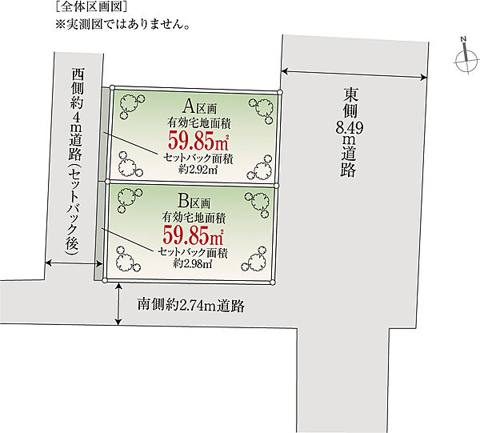 ［全体区画図］
※実測図ではありません。
N
西側約4m道路（セットバック後）
A区画
有効宅地面積
59.85㎡
セットバック面積
約2.92㎡
B区画
有効宅地面積
59.85㎡
セットバック面積
約2.98㎡
東側
8.49m道路
南側約2.74m道路